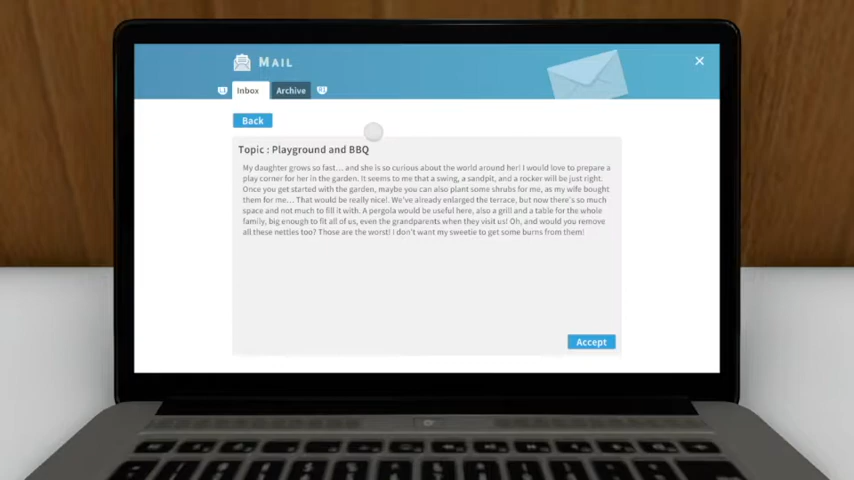 MAIL
Inbox
Archive
Back
Topic : Playground and BBQ
My daughter grows so fast... and she is so curious about the world around her! I would love to prepare a
play corner for her in the garden. It seems to me that a swing, a sandpit, and a rocker will be just right.
Once you get started with the garden, maybe you can also plant some shrubs for me, as my wife bought
them for me... That would be really nice!. We've already enlarged the terrace, but now there's so much
space and not much to fill it with. A pergola would be useful here, also a grill and a table for the whole
family, big enough to fit all of us, even the grandparents when they visit us! Oh, and would you remove
all these nettles too? Those are the worst! I don't want my sweetie to get some burns from them!
Accept